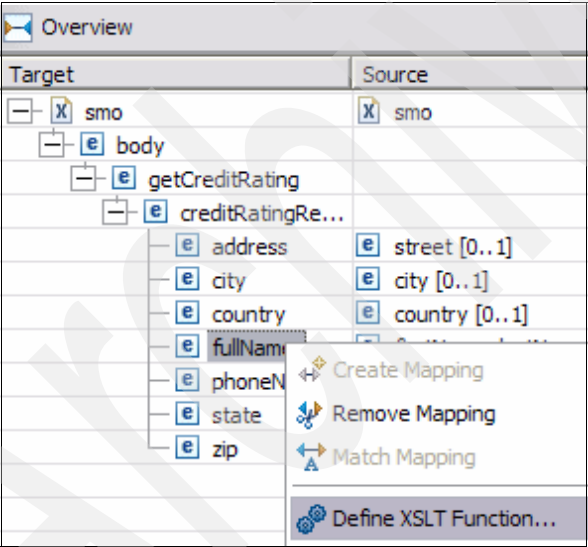 Overview
Target Source
smo smo
body
getCreditRating
creditRatingRe...
address street [0..1]
city city [0..1]
country country [0..1]
fullName
phoneN
state
zip
Create Mapping
Remove Mapping
Match Mapping
Define XSLT Function...